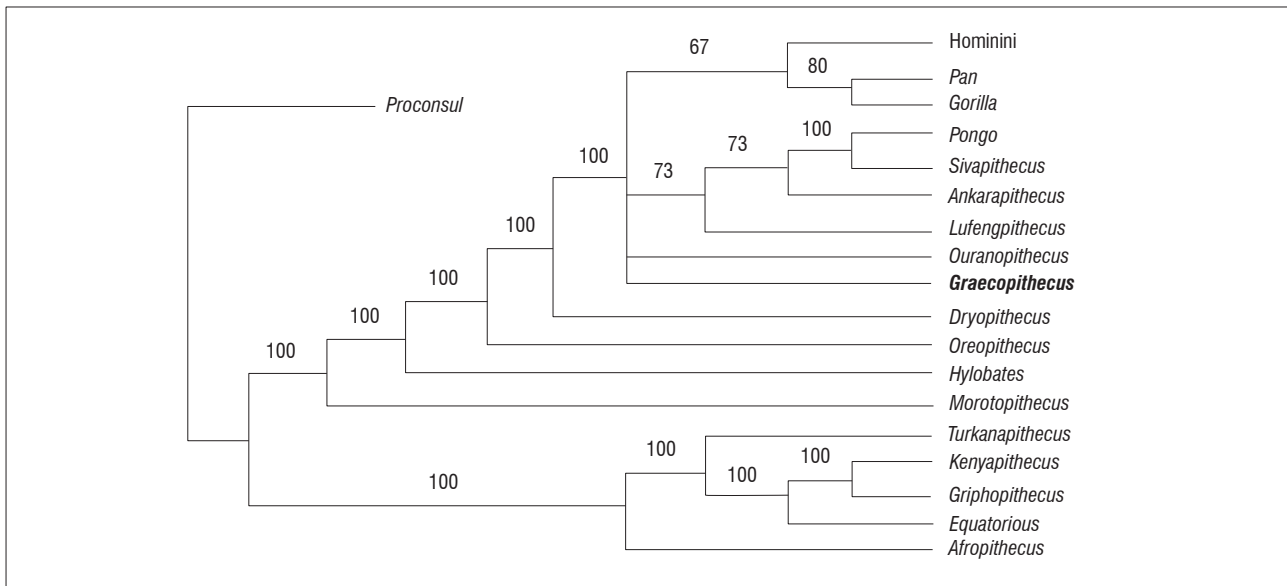 67
Hominini
80
Pan
Gorilla
Proconsul
100
Pongo
73
100
73
Sivapithecus
Ankarapithecus
100
Lufengpithecus
Ouranopithecus
100
Graecopithecus
100
Dryopithecus
100
Oreopithecus
100
Hylobates
Morotopithecus
100
Turkanapithecus
100
Kenyapithecus
100
100
Griphopithecus
Equatorious
Afropithecus